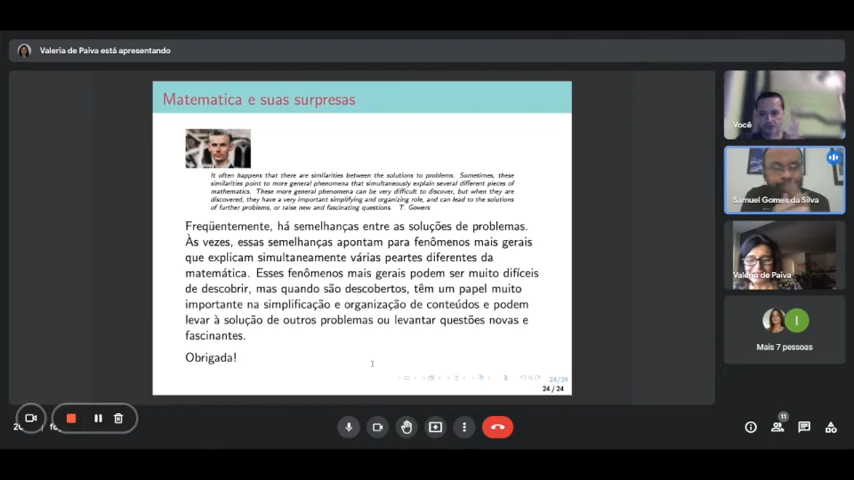 Valeria de Paiva está apresentando
Matematica e suas surpresas
It often happens that there are similarities between the solutions to problems. Sometimes, these
similarities point to more general phenomena that simultaneously explain several different pieces of
mathematics. These more general phenomena can be very difficult to discover, but when they are
discovered, they have a very important simplifying and organizing role, and can lead to the solutions
of further problems, or raise new and fascinating questions. T. Gowers
Freqüentemente, há semelhanças entre as soluções de problemas.
Às vezes, essas semelhanças apontam para fenômenos mais gerais
que explicam simultaneamente várias peartes diferentes da
matemática. Esses fenômenos mais gerais podem ser muito difíceis
de descobrir, mas quando são descobertos, têm um papel muito
importante na simplificação e organização de conteúdos e podem
levar à solução de outros problemas ou levantar questões novas e
fascinantes.
Obrigada!
24/24
24 / 24
Você
Samuel Gomes da Silva
Valeria de Paiva
I
Mais 7 pessoas
11